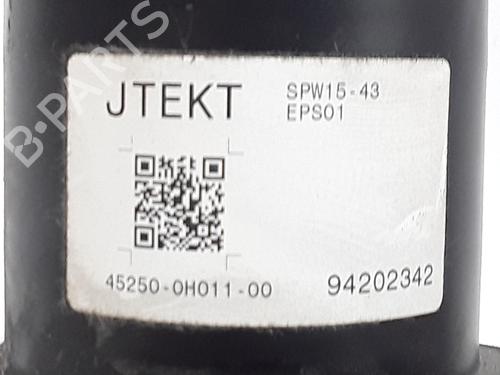 B-PARTS
JTEKT
SPW15-43
EPS01
45250-0H011-00
94202342